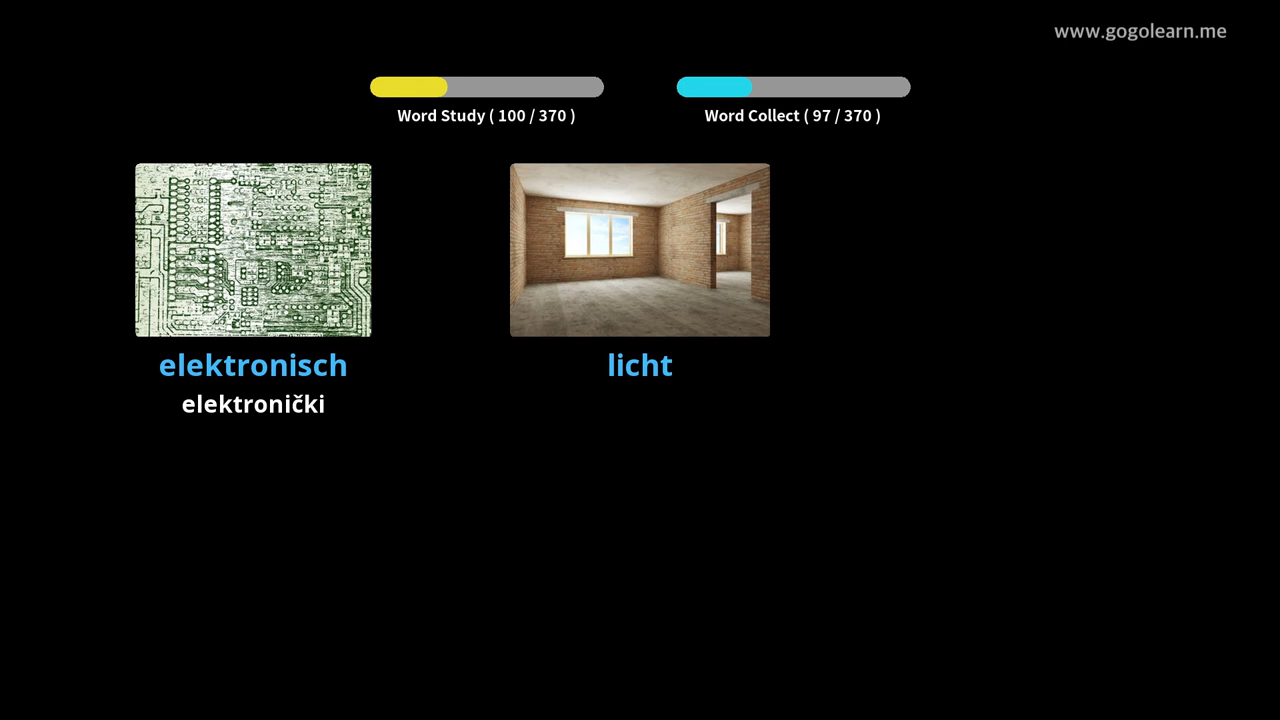 www.gogolearn.me
Word Study ( 100 / 370 )
Word Collect ( 97 / 370 )
elektronisch
licht
elektronički